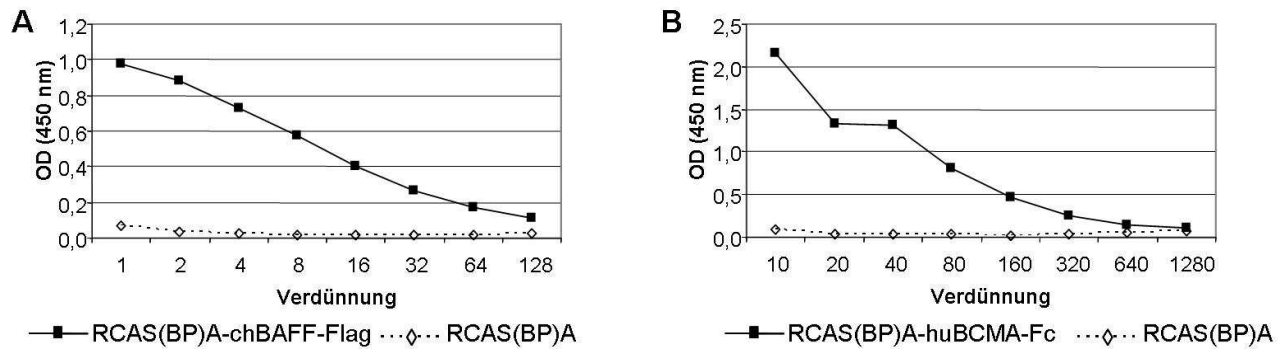 A
OD (450 nm)
1,2
1,0
0,8
0,6
0,4
0,2
0,0
1 2 4 8 16 32 64 128
Verdünnung
RCAS(BP)A-chBAFF-Flag RCAS(BP)A
B
OD (450 nm)
2,5
2,0
1,5
1,0
0,5
0,0
10 20 40 80 160 320 640 1280
Verdünnung
RCAS(BP)A-huBCMA-Fc RCAS(BP)A